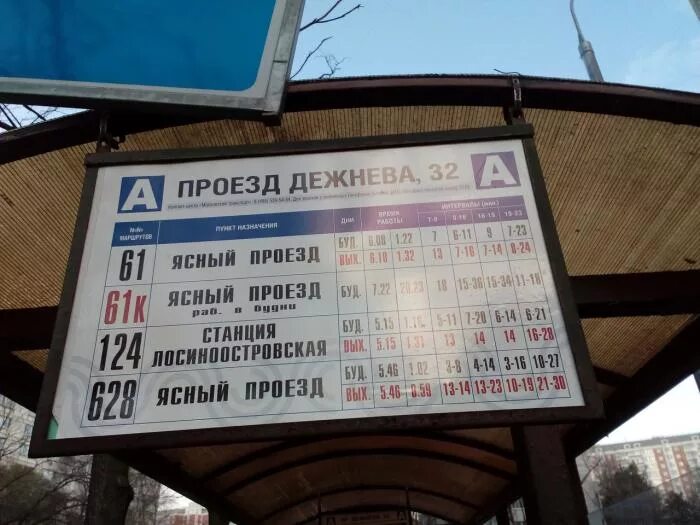 А ПРОЕЗД ДЕЖНЕВА, 32 А
№№ МАРШРУТОВ ПУНКТ НАЗНАЧЕНИЯ ДНИ ВРЕМЯ РАБОТЫ ИНТЕРВАЛЫ (мин)
7-9 9-16 16-19 19-23
61 ЯСНЫЙ ПРОЕЗД БУД. 6.08 1.22 7 6-11 9 7-23
ВЫХ. 6.10 1.32 13 7-16 7-14 8-24
61к ЯСНЫЙ ПРОЕЗД БУД. 7.22 20.23 18 15-36 15-34 11-18
раб. в будни
124 СТАНЦИЯ ЛОСИНООСТРОВСКАЯ БУД. 5.15 5-11 7-20 6-14 6-21
ВЫХ. 5.15 1.31 13 14 14 16-28
628 ЯСНЫЙ ПРОЕЗД БУД. 5.46 1.02 3-8 4-14 3-16 10-27
ВЫХ. 5.46 0.59 13-14 13-23 10-19 21-30